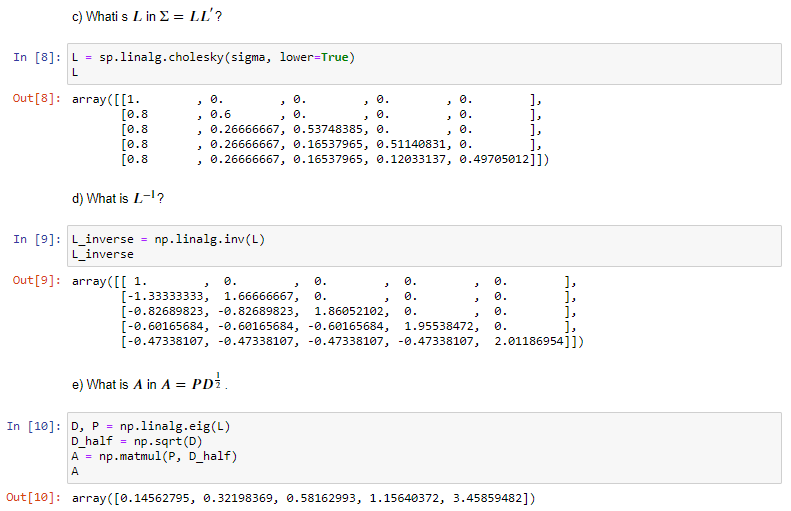 c) Whati s L in Σ = LL′?
In [8]: L = sp.linalg.cholesky(sigma, lower=True)
L
Out[8]: array([[1.        , 0.        , 0.        , 0.        , 0.        ],
[0.8       , 0.6       , 0.        , 0.        , 0.        ],
[0.8       , 0.26666667, 0.53748385, 0.        , 0.        ],
[0.8       , 0.26666667, 0.16537965, 0.51140831, 0.        ],
[0.8       , 0.26666667, 0.16537965, 0.12033137, 0.49705012]])
d) What is L⁻¹?
In [9]: L_inverse = np.linalg.inv(L)
L_inverse
Out[9]: array([[ 1.        ,  0.        ,  0.        ,  0.        ,  0.        ],
[-1.33333333,  1.66666667,  0.        ,  0.        ,  0.        ],
[-0.82689823, -0.82689823,  1.86052102,  0.        ,  0.        ],
[-0.60165684, -0.60165684, -0.60165684,  1.95538472,  0.        ],
[-0.47338107, -0.47338107, -0.47338107, -0.47338107,  2.01186954]])
e) What is A in A = PD^½.
In [10]: D, P = np.linalg.eig(L)
D_half = np.sqrt(D)
A = np.matmul(P, D_half)
A
Out[10]: array([0.14562795, 0.32198369, 0.58162993, 1.15640372, 3.45859482])